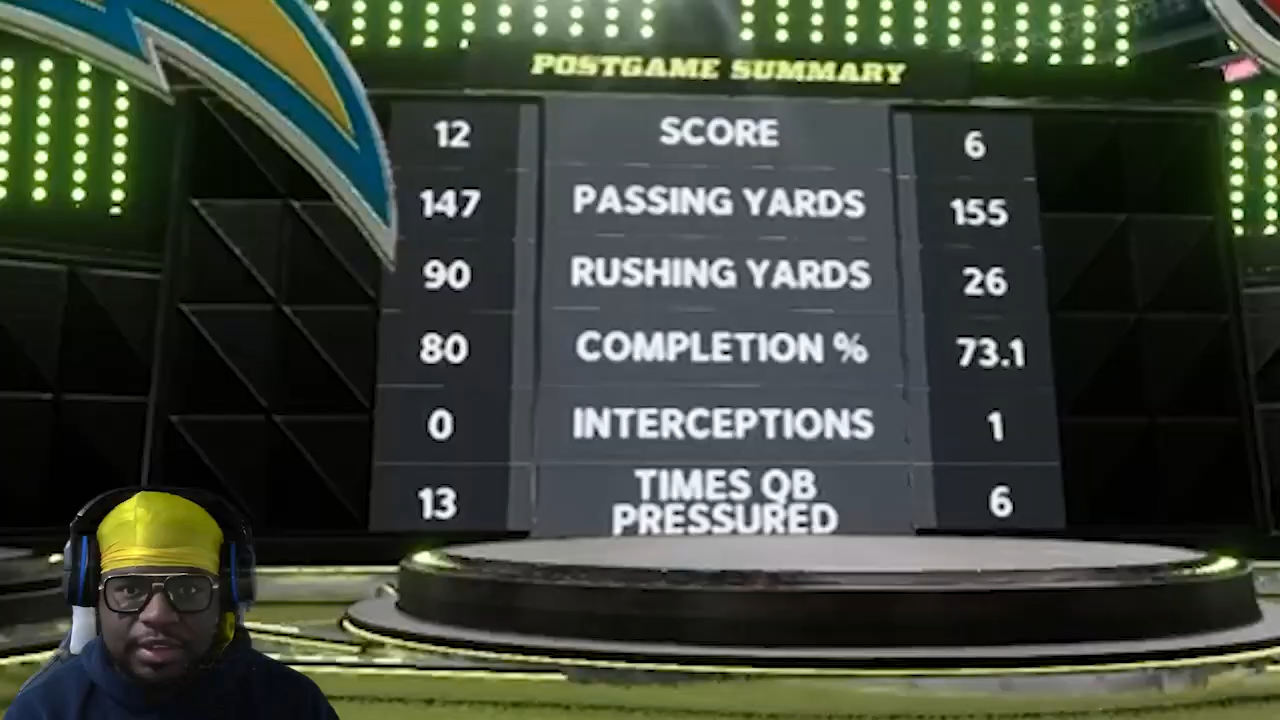 POSTGAME SUMMARY
12 SCORE 6
147 PASSING YARDS 155
90 RUSHING YARDS 26
80 COMPLETION % 73.1
0 INTERCEPTIONS 1
13 TIMES QB PRESSURED 6